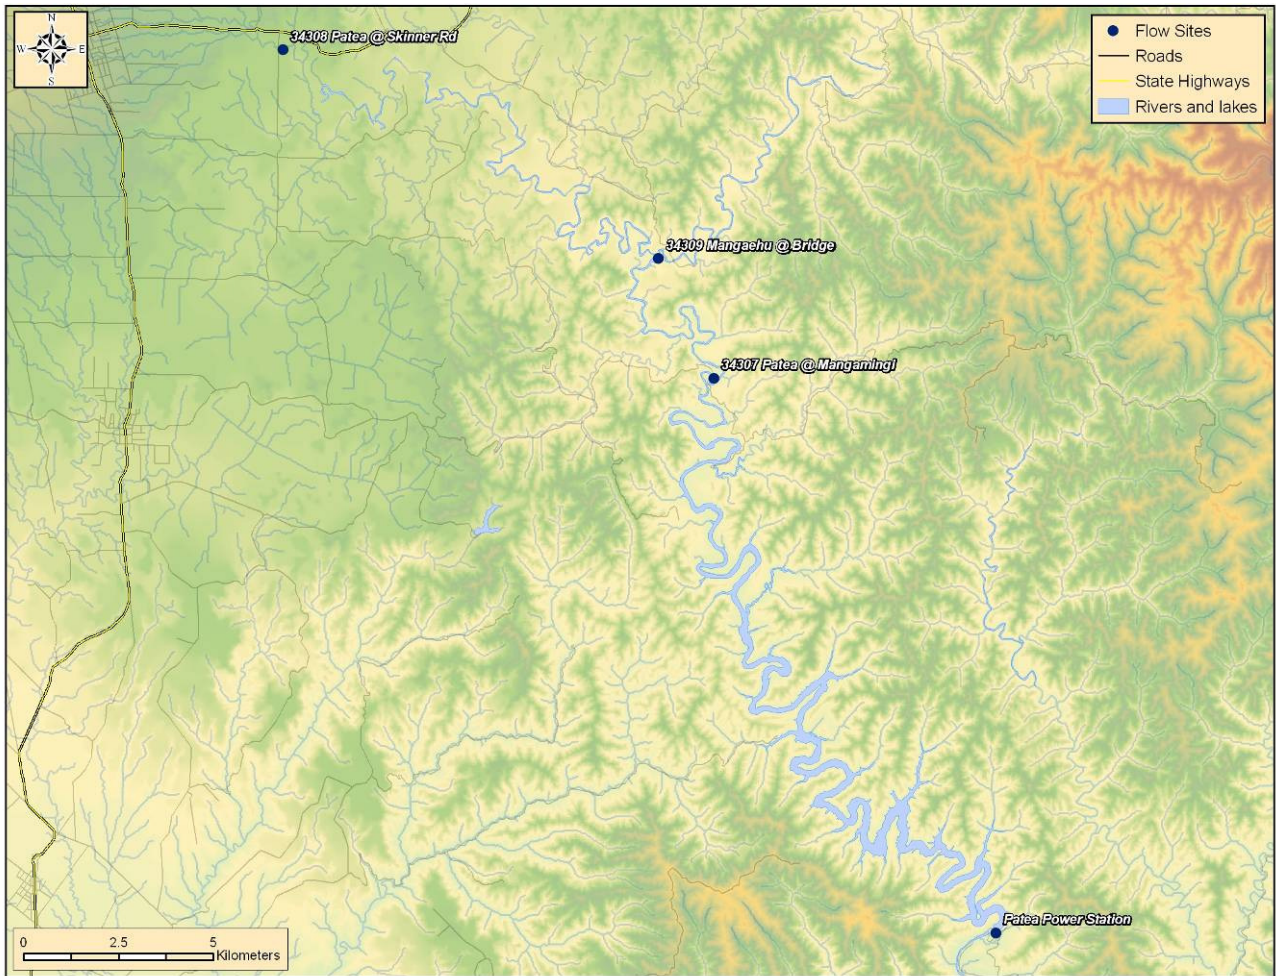 N
W E
S
34308 Patea @ Skinner Rd
Flow Sites
Roads
State Highways
Rivers and lakes
34309 Mangaehu @ Bridge
34307 Patea @ Mangamingi
Patea Power Station
0 2.5 5
Kilometers